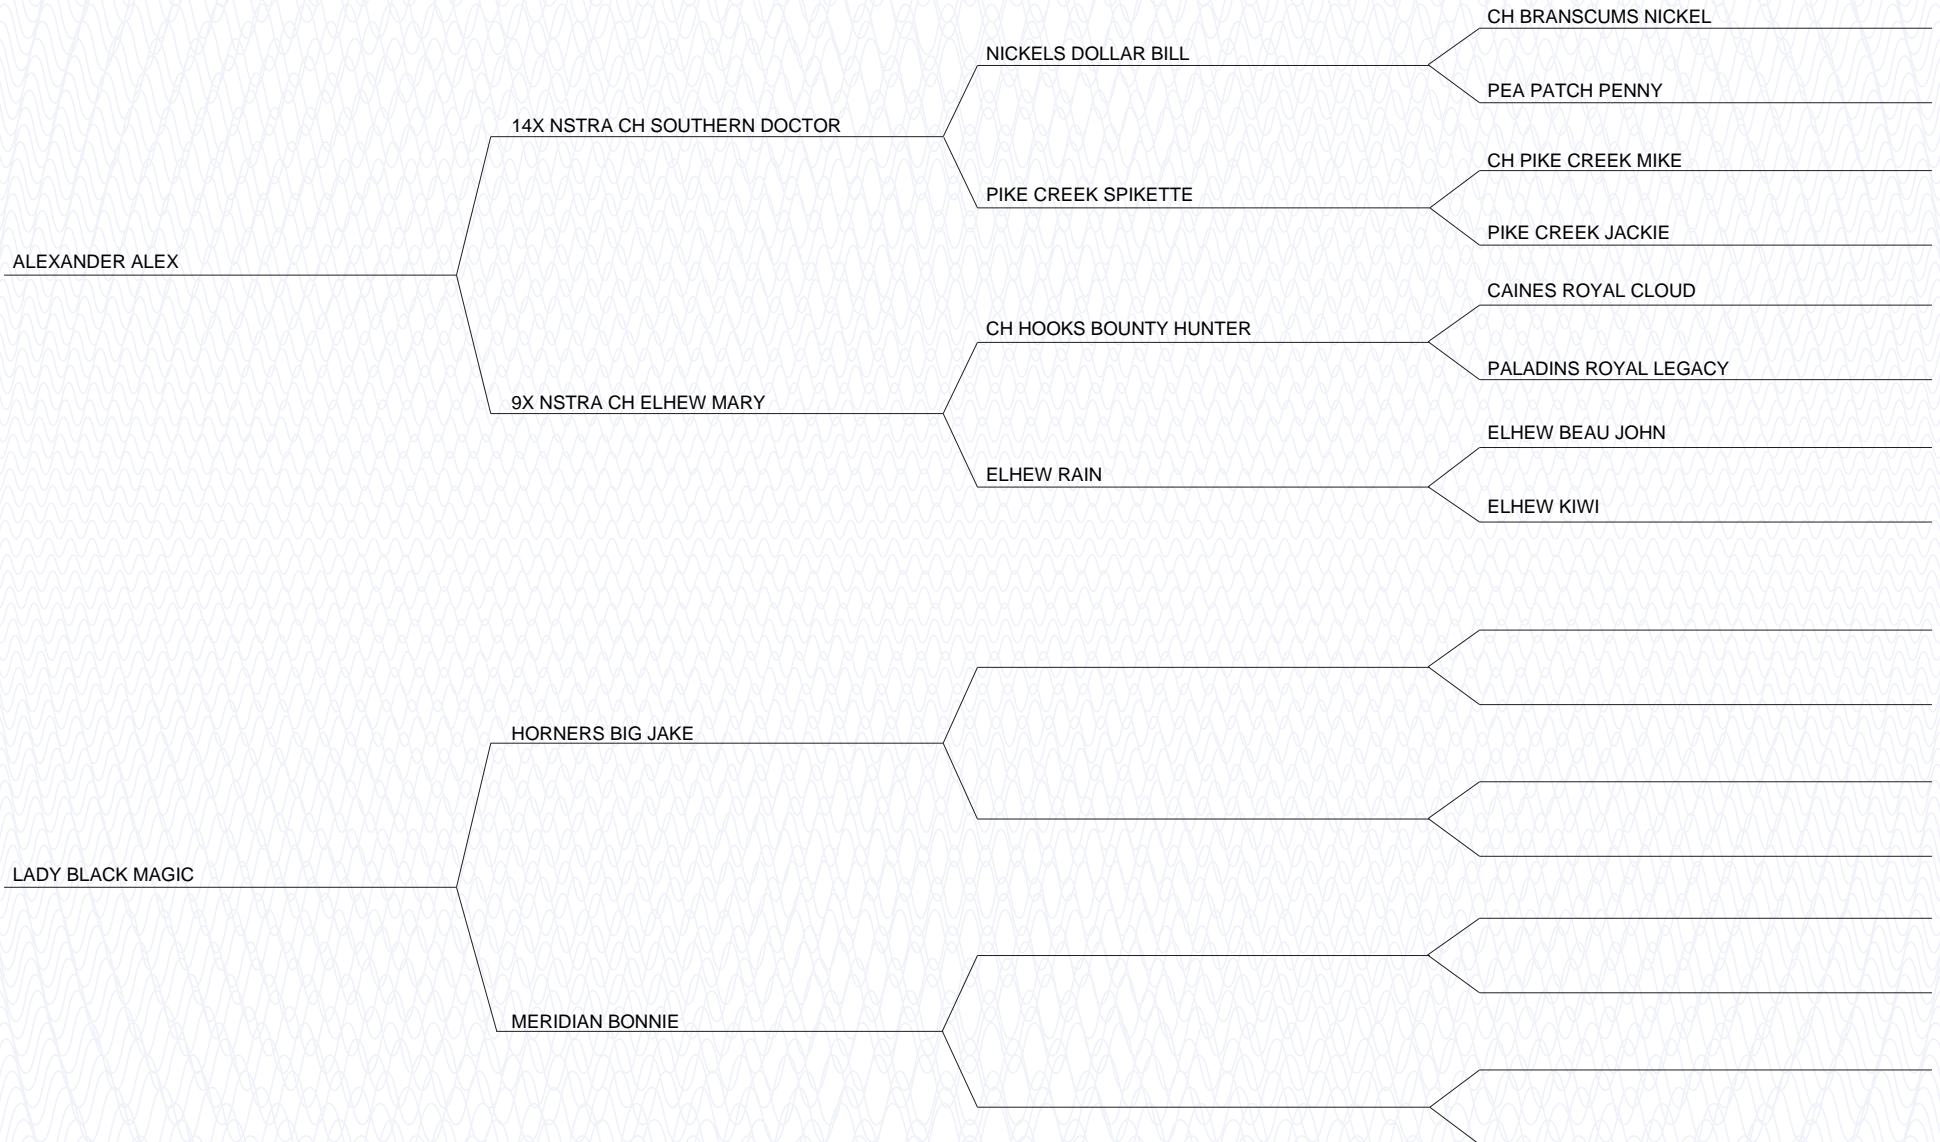 CH BRANSCUMS NICKEL
NICKELS DOLLAR BILL
PEA PATCH PENNY
14X NSTRA CH SOUTHERN DOCTOR
CH PIKE CREEK MIKE
PIKE CREEK SPIKETTE
PIKE CREEK JACKIE
ALEXANDER ALEX
CAINES ROYAL CLOUD
CH HOOKS BOUNTY HUNTER
PALADINS ROYAL LEGACY
9X NSTRA CH ELHEW MARY
ELHEW BEAU JOHN
ELHEW RAIN
ELHEW KIWI
HORNERS BIG JAKE
LADY BLACK MAGIC
MERIDIAN BONNIE